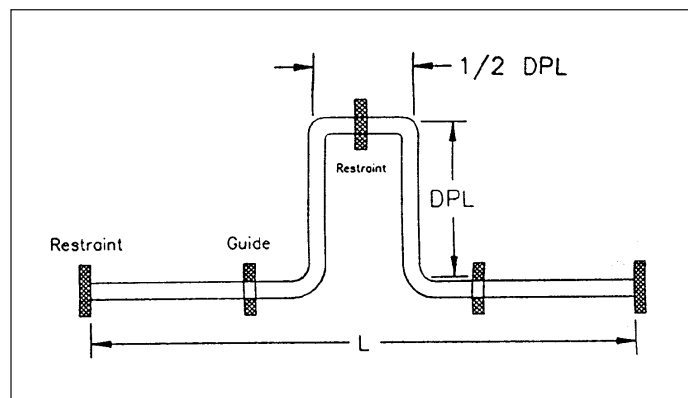 1/2 DPL
Restraint
DPL
Restraint
Guide
L